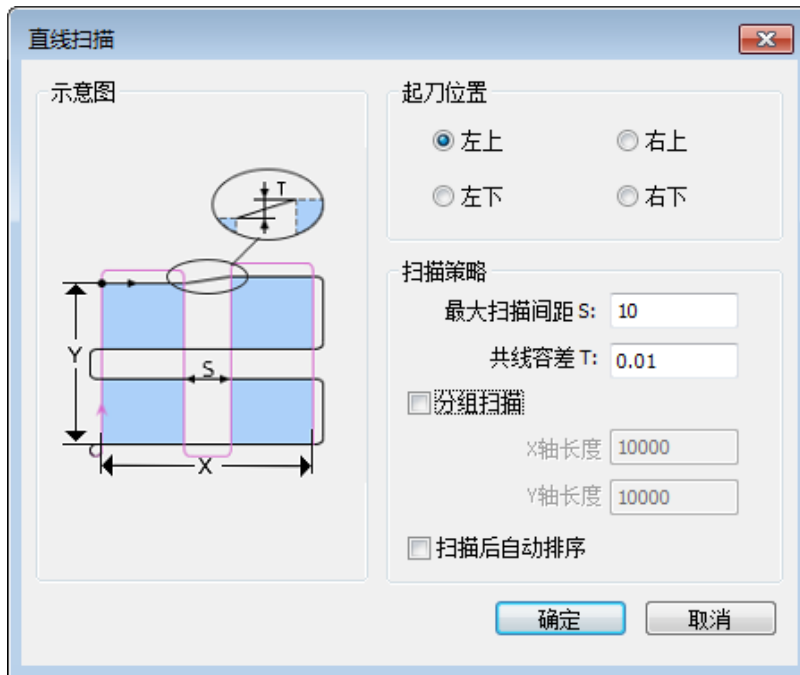 直线扫描
示意图
T
Y
S
X
起刀位置
左上
右上
左下
右下
扫描策略
最大扫描间距 S: 10
共线容差 T: 0.01
分组扫描
X轴长度 10000
Y轴长度 10000
扫描后自动排序
确定
取消